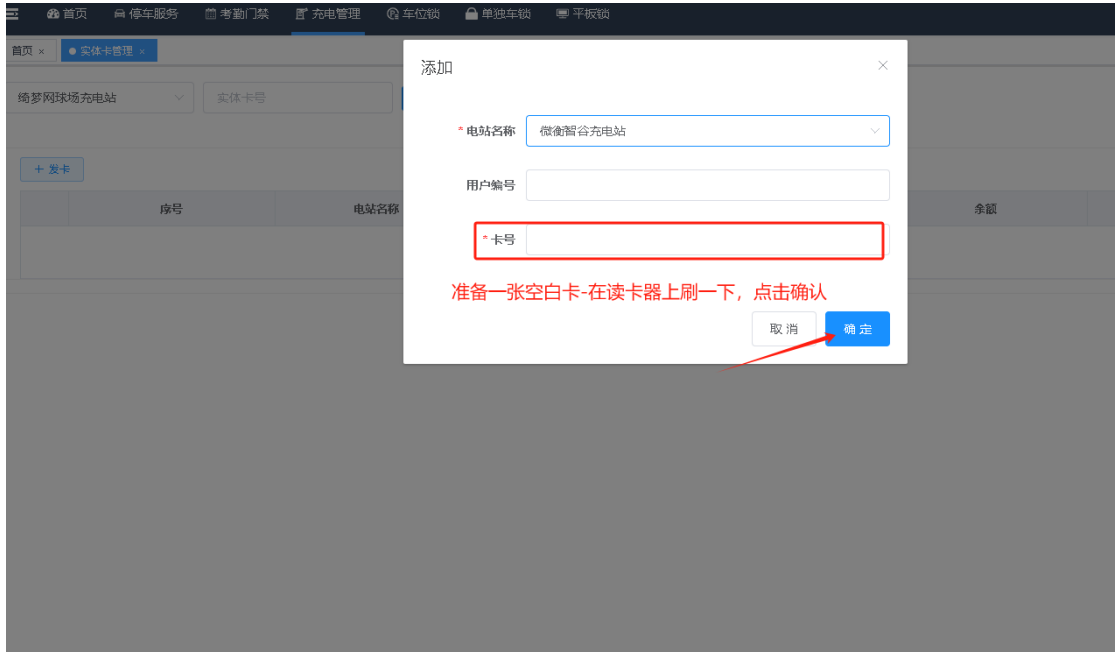 首页 停车服务 考勤门禁 充电管理 车位锁 单独车锁 平板锁
首页 × 实体卡管理 ×
添加
绮梦网球场充电站 实体卡号
* 电站名称 微衡智谷充电站
+ 发卡
用户编号
序号 电站名称 余额
* 卡号
准备一张空白卡-在读卡器上刷一下，点击确认
取 消 确 定